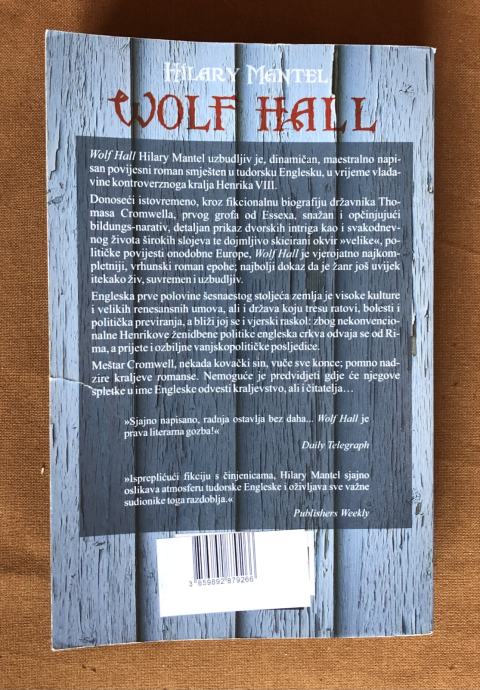 HILARY MANTEL
WOLF HALL
Wolf Hall Hilary Mantel uzbudljiv je, dinamičan, maestralno napi-
san povijesni roman smješten u tudorsku Englesku, u vrijeme vlada-
vine kontroverznoga kralja Henrika VIII.
Donoseći istovremeno, kroz fikcionalnu biografiju državnika Tho-
masa Cromwella, prvog grofa od Essexa, snažan i opčinjujući
bildungs-narativ, detaljan prikaz dvorskih intriga kao i svakodnev-
nog života širokih slojeva te dojmljivo skicirani okvir »velike«, po-
litičke povijesti onodobne Europe, Wolf Hall je vjerojatno najkom-
pletniji, vrhunski roman epohe; najbolji dokaz da je žanr još uvijek
itekako živ, suvremen i uzbudljiv.
Engleska prve polovine šesnaestog stoljeća zemlja je visoke kulture
i velikih renesansnih umova, ali i država koju tresu ratovi, bolesti i
politička previranja, a bliži joj se i vjerski raskol: zbog nekonvencio-
nalne Henrikove ženidbene politike engleska crkva odvaja se od Ri-
ma, a prijete i ozbiljne vanjskopolitičke posljedice.
Meštar Cromwell, nekada kovački sin, vuče sve konce; pomno nad-
zire kraljeve romanse. Nemoguće je predvidjeti gdje će njegove
spletke u ime Engleske odvesti kraljevstvo, ali i čitatelja…
»Sjajno napisano, radnja ostavlja bez daha... Wolf Hall je
prava literarna gozba!«
Daily Telegraph
»Isprepličući fikciju s činjenicama, Hilary Mantel sjajno
oslikava atmosferu tudorske Engleske i oživljava sve važne
sudionike toga razdoblja.«
Publishers Weekly
3 859892 879266